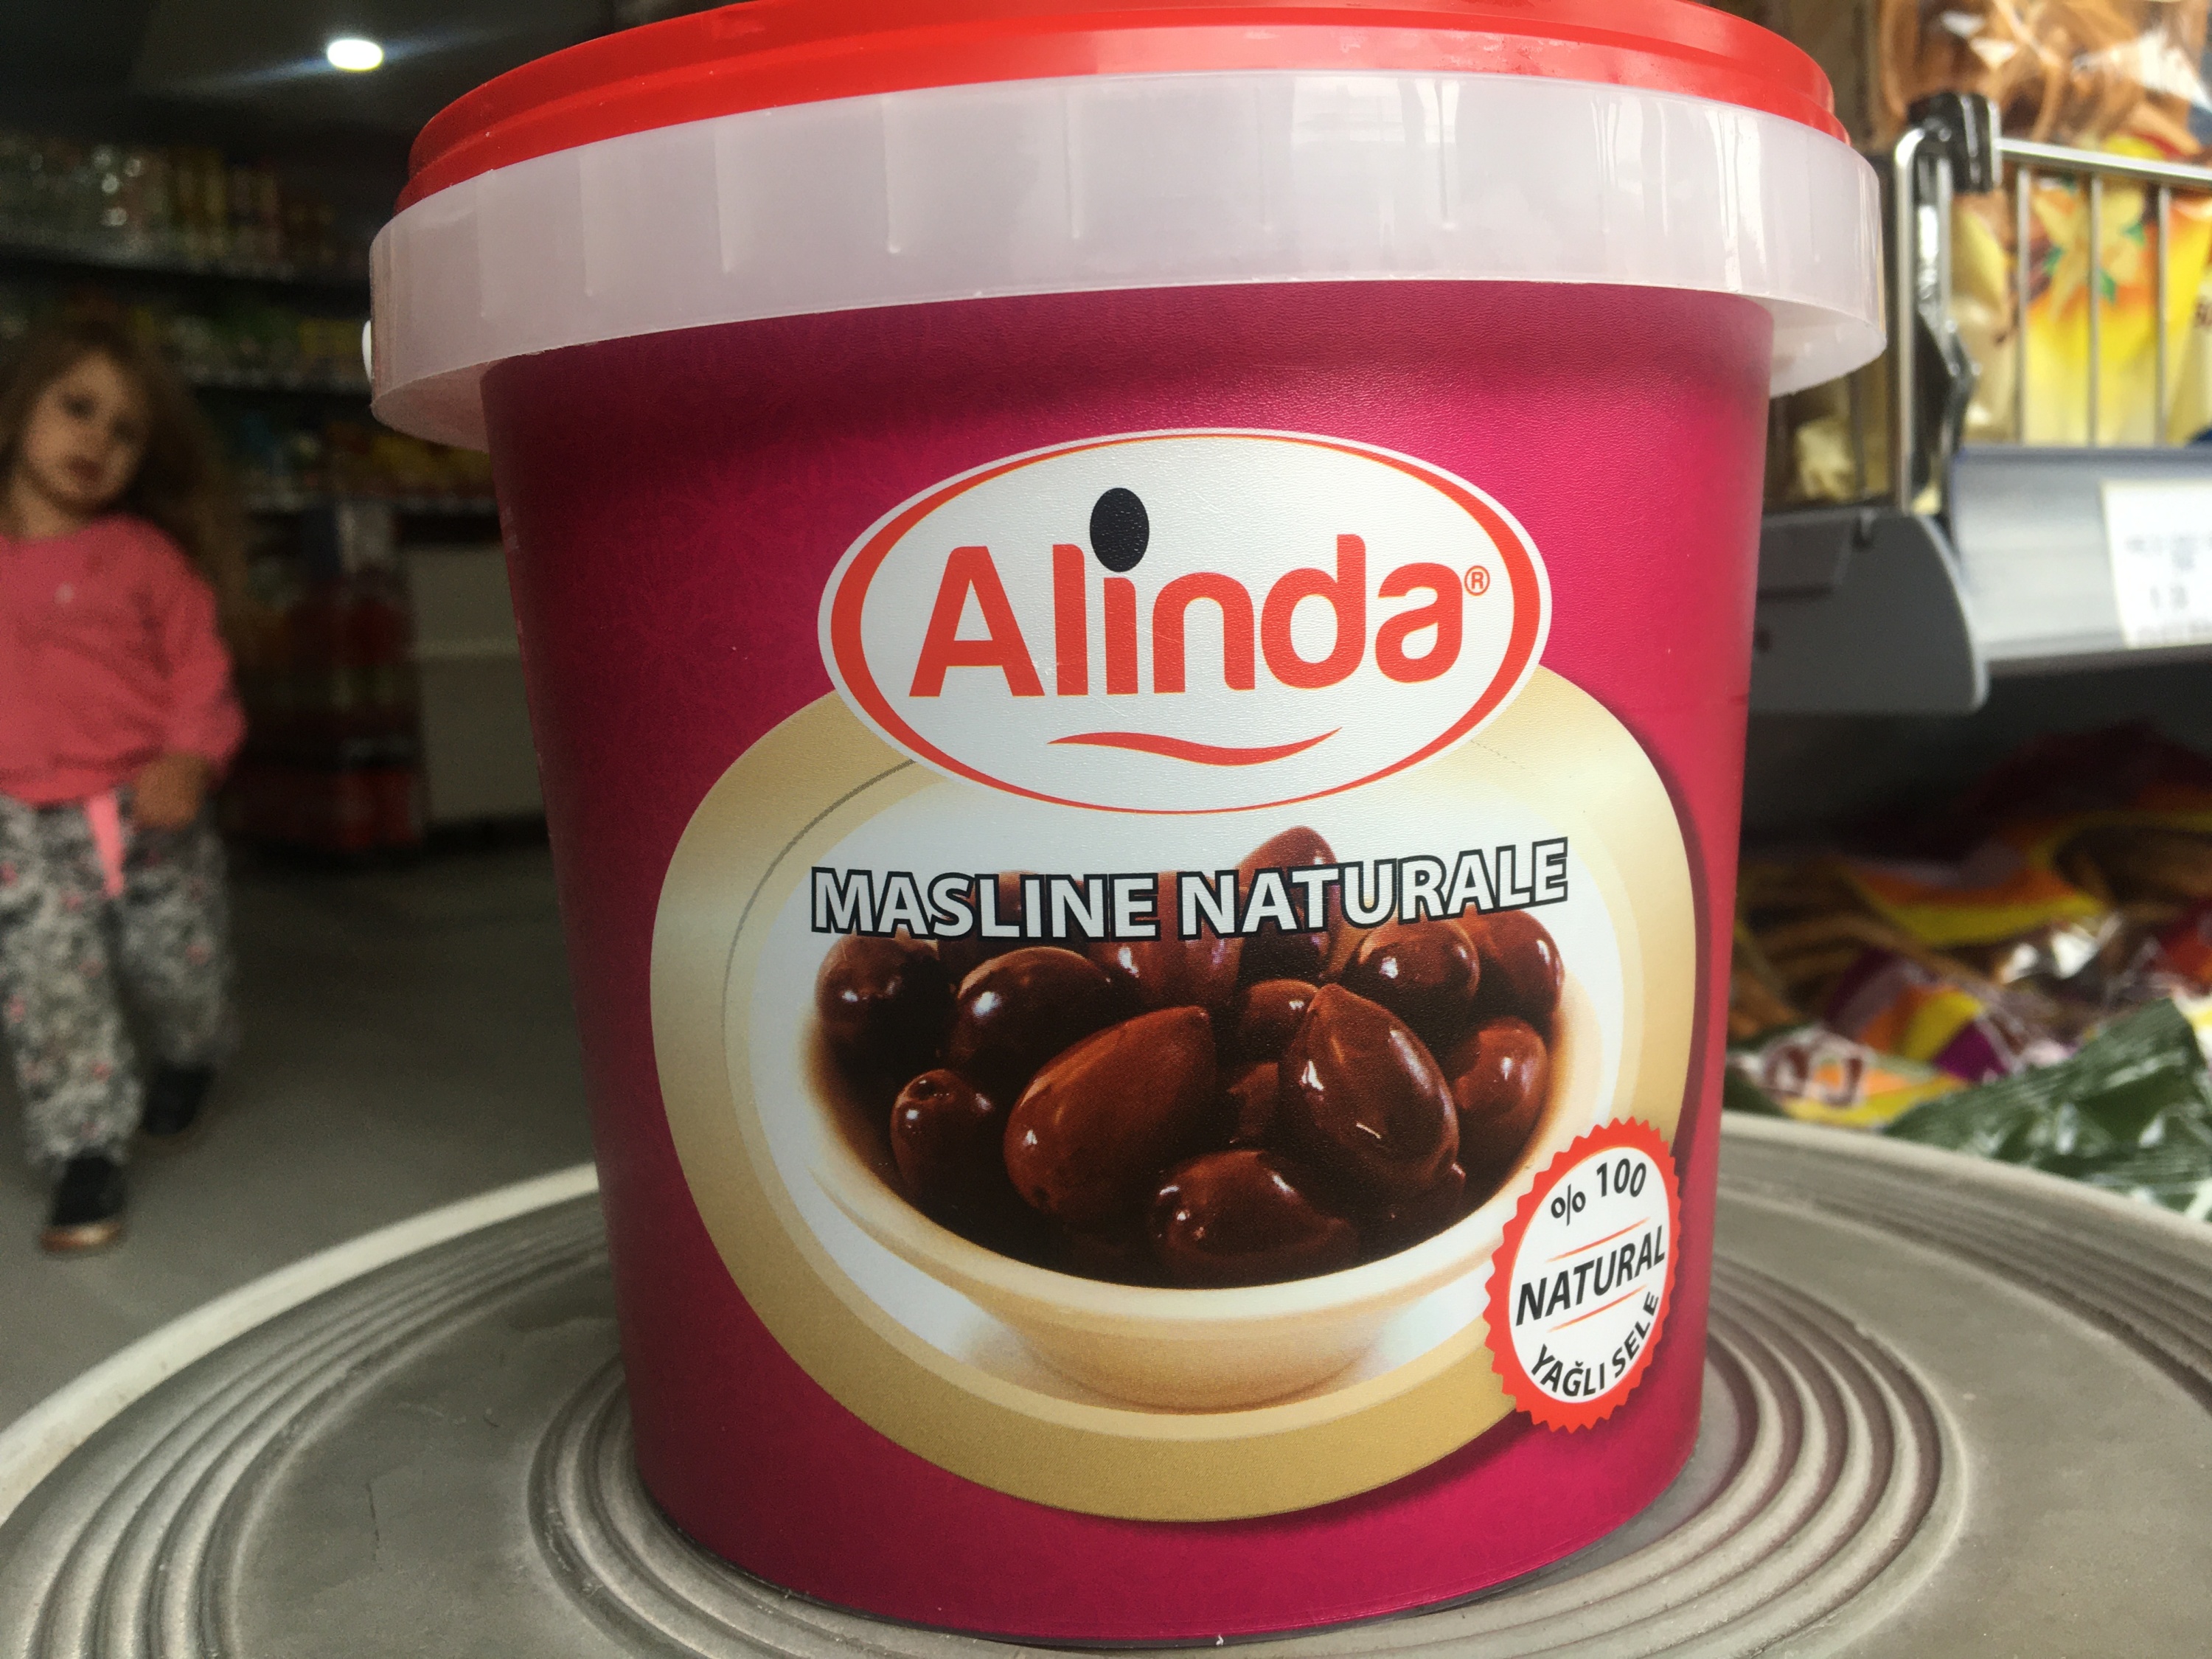 Alinda®
MASLINE NATURALE
% 100
NATURAL
YAĞLI SELE